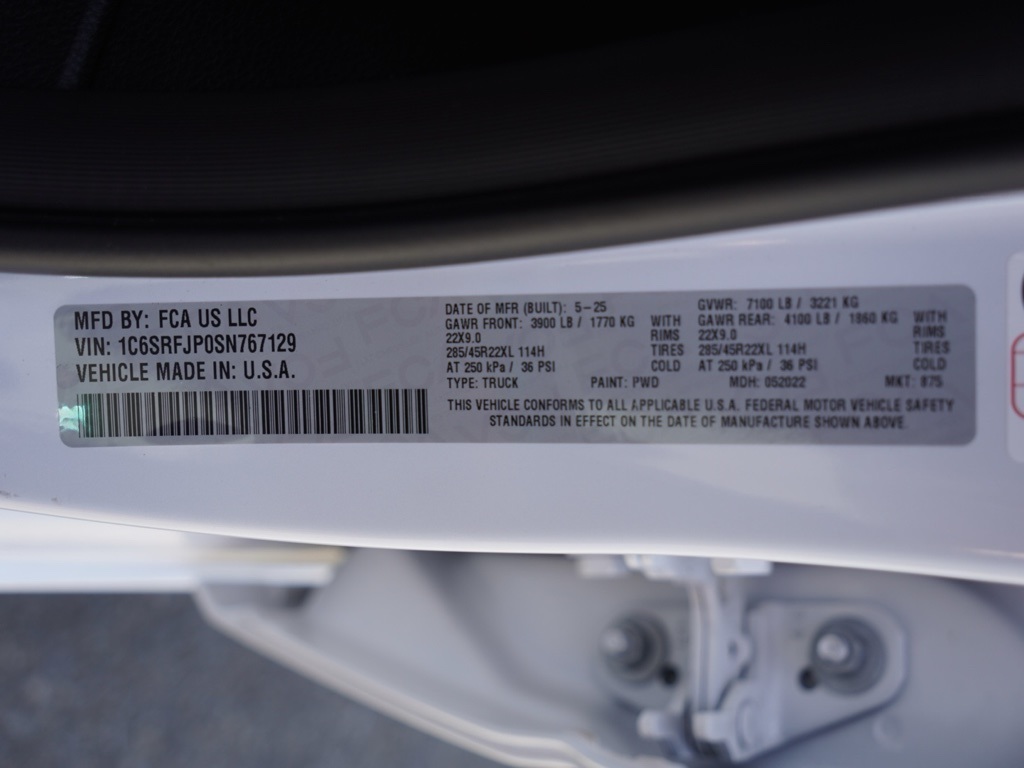 MFD BY: FCA US LLC
VIN: 1C6SRFJP0SN767129
VEHICLE MADE IN: U.S.A.
DATE OF MFR (BUILT): 5-25
GVWR: 7100 LB / 3221 KG
GAWR FRONT: 3900 LB / 1770 KG WITH
22X9.0 RIMS
285/45R22XL 114H TIRES
AT 250 kPa / 36 PSI COLD
GAWR REAR: 4100 LB / 1860 KG WITH
22X9.0 RIMS
285/45R22XL 114H TIRES
AT 250 kPa / 36 PSI COLD
TYPE: TRUCK PAINT: PWD MDH: 052022 MKT: 875
THIS VEHICLE CONFORMS TO ALL APPLICABLE U.S.A. FEDERAL MOTOR VEHICLE SAFETY
STANDARDS IN EFFECT ON THE DATE OF MANUFACTURE SHOWN ABOVE.